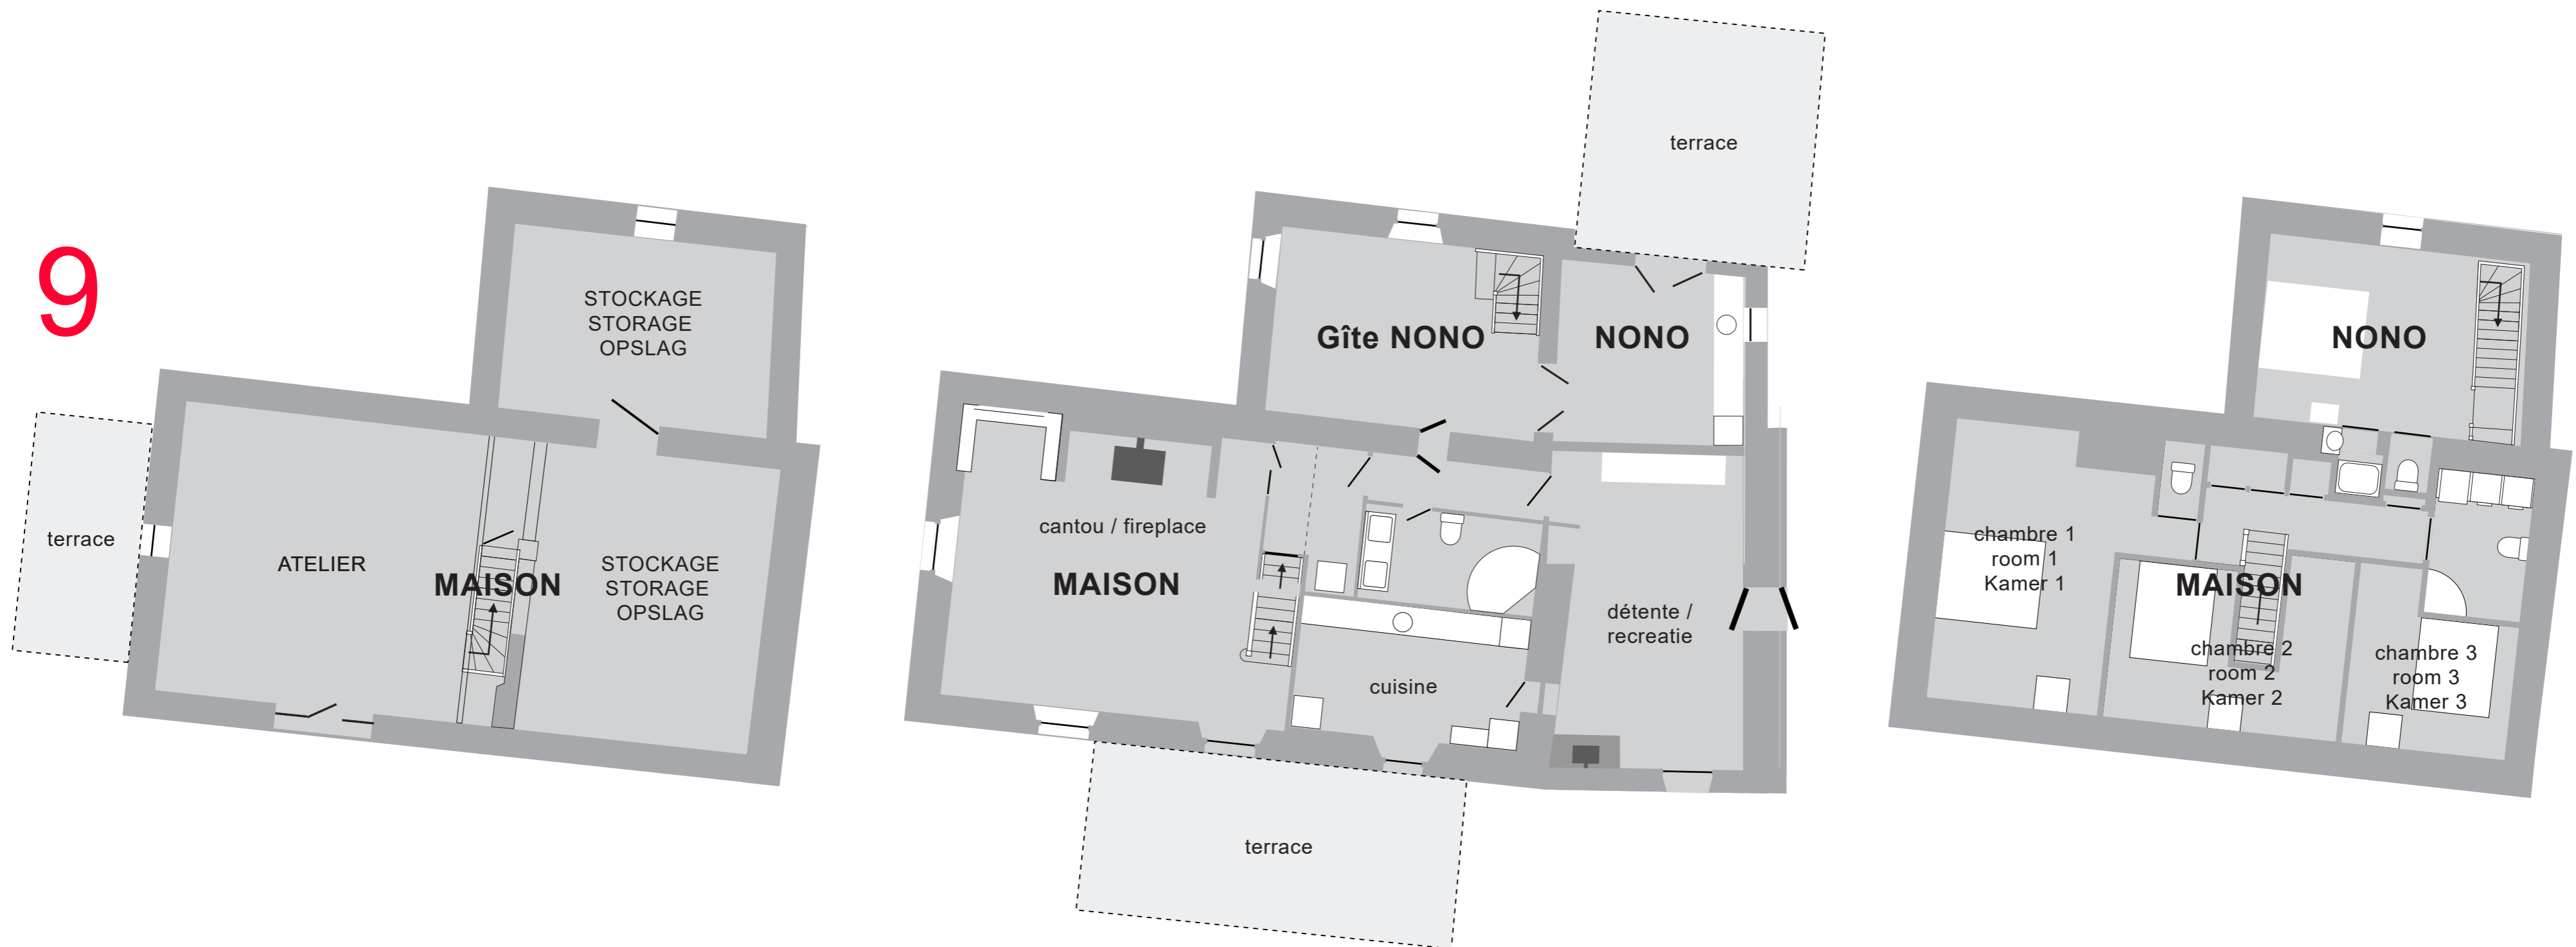 9
STOCKAGE
STORAGE
OPSLAG
terrace
ATELIER
MAISON
STOCKAGE
STORAGE
OPSLAG
terrace
Gîte NONO
NONO
cantou / fireplace
MAISON
détente /
recreatie
cuisine
terrace
NONO
chambre 1
room 1
Kamer 1
MAISON
chambre 2
room 2
Kamer 2
chambre 3
room 3
Kamer 3